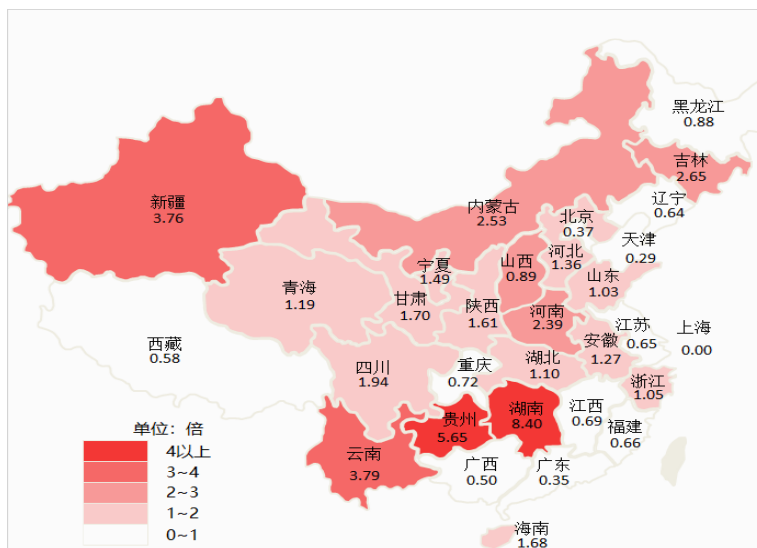 黑龙江
0.88
吉林
2.65
新疆
3.76
内蒙古
2.53
辽宁
0.64
北京
0.37
天津
0.29
宁夏
1.49
山西
0.89
河北
1.36
山东
1.03
青海
1.19
甘肃
1.70
陕西
1.61
河南
2.39
西藏
0.58
安徽
1.27
江苏
0.65
上海
0.00
四川
1.94
重庆
0.72
湖北
1.10
浙江
1.05
贵州
5.65
湖南
8.40
江西
0.69
福建
0.66
云南
3.79
广西
0.50
广东
0.35
海南
1.68
单位：倍
4以上
3~4
2~3
1~2
0~1